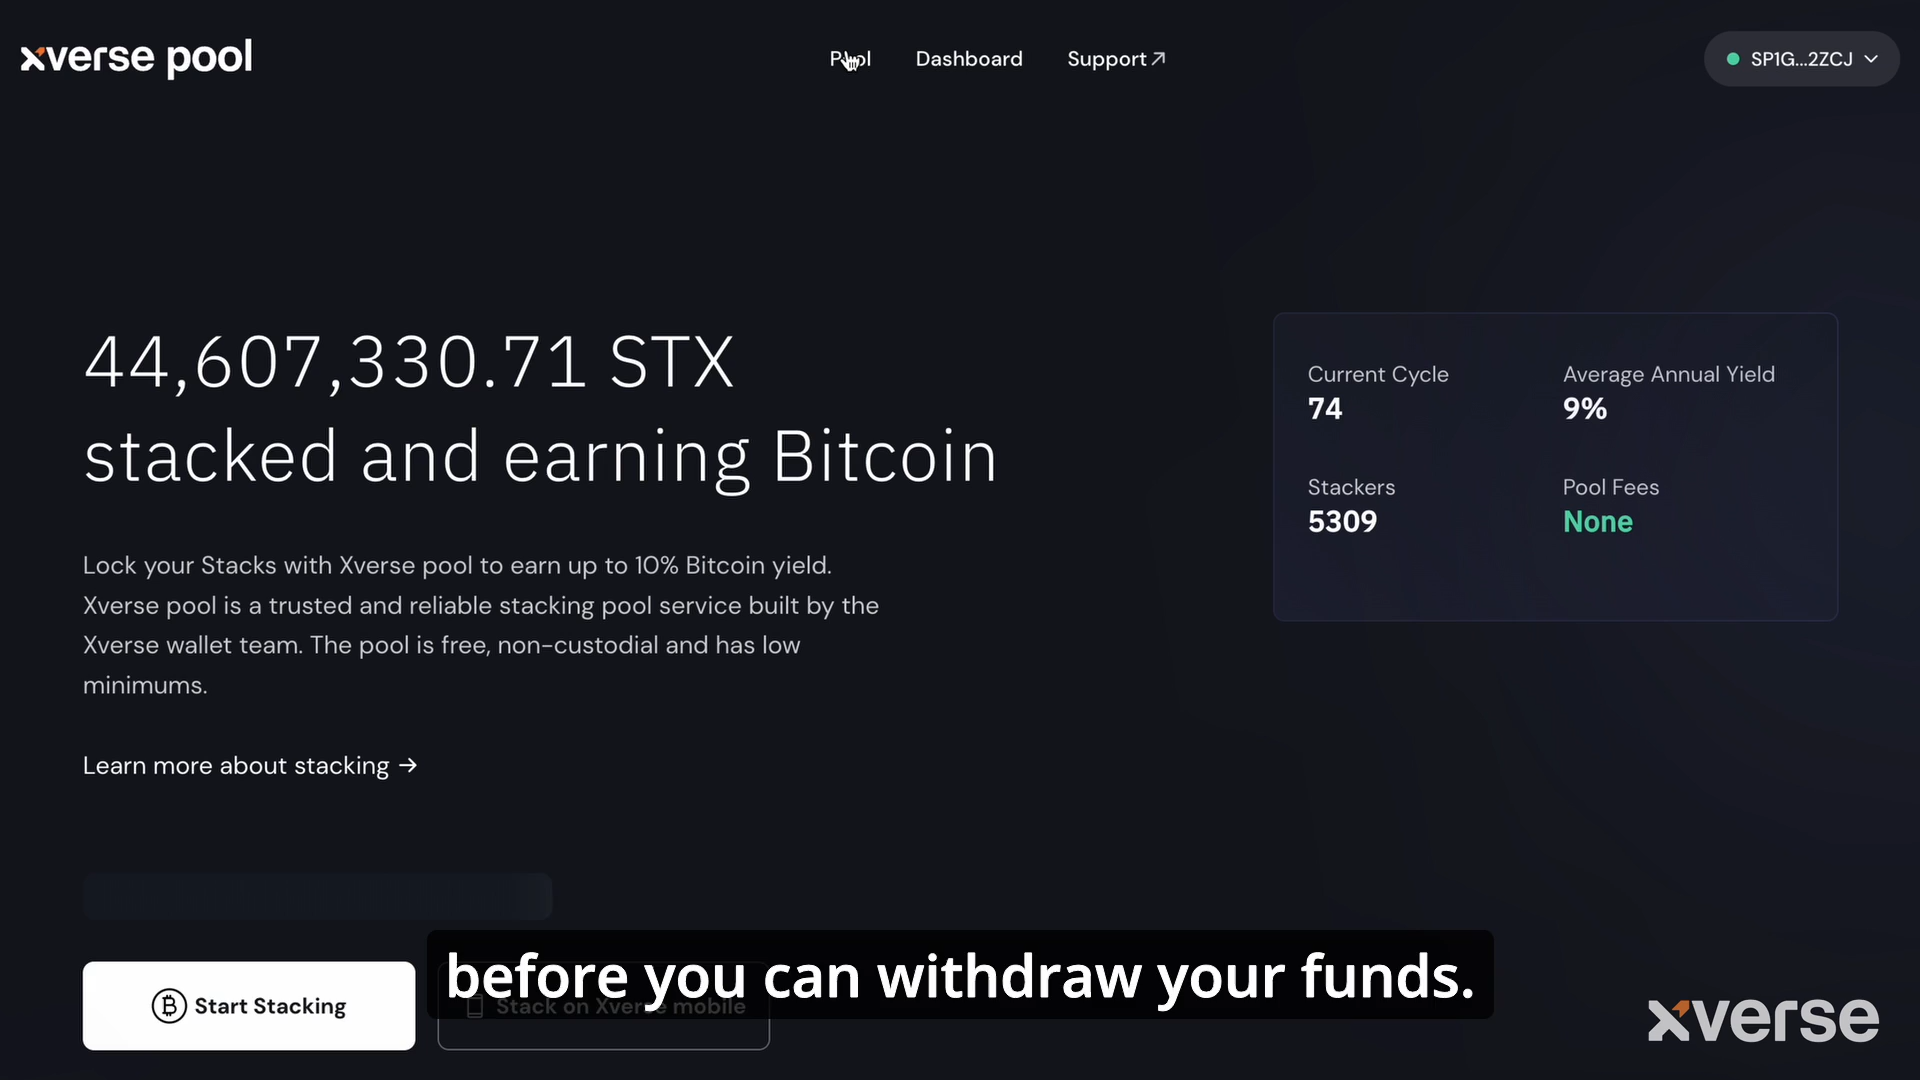 xverse pool
Pool
Dashboard
Support
SP1G...2ZCJ
44,607,330.71 STX
stacked and earning Bitcoin
Lock your Stacks with Xverse pool to earn up to 10% Bitcoin yield.
Xverse pool is a trusted and reliable stacking pool service built by the
Xverse wallet team. The pool is free, non-custodial and has low
minimums.
Learn more about stacking →
Current Cycle
74
Average Annual Yield
9%
Stackers
5309
Pool Fees
None
Start Stacking
Stack on Xverse mobile
before you can withdraw your funds.
xverse